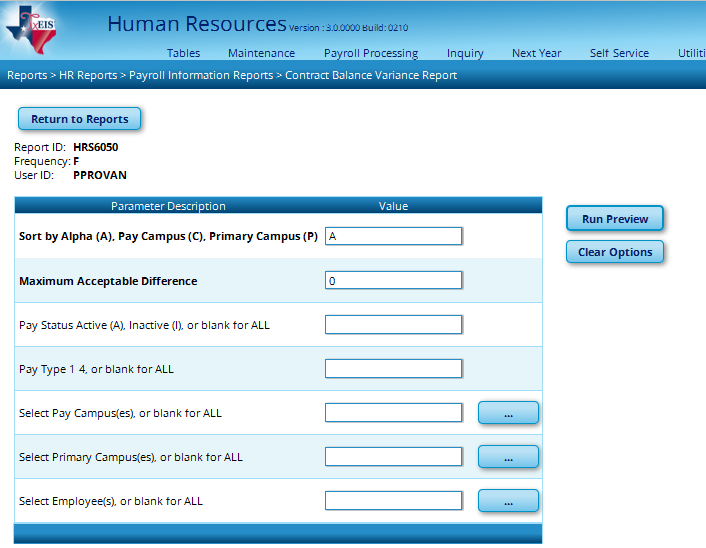 xEIS
Human Resources Version : 3.0.0000 Build: 0210
Tables Maintenance Payroll Processing Inquiry Next Year Self Service Utiliti
Reports > HR Reports > Payroll Information Reports > Contract Balance Variance Report
Return to Reports
Report ID: HRS6050
Frequency: F
User ID: PPROVAN
Parameter Description Value
Sort by Alpha (A), Pay Campus (C), Primary Campus (P) A
Run Preview
Maximum Acceptable Difference 0
Clear Options
Pay Status Active (A), Inactive (I), or blank for ALL
Pay Type 1 4, or blank for ALL
Select Pay Campus(es), or blank for ALL ...
Select Primary Campus(es), or blank for ALL ...
Select Employee(s), or blank for ALL ...